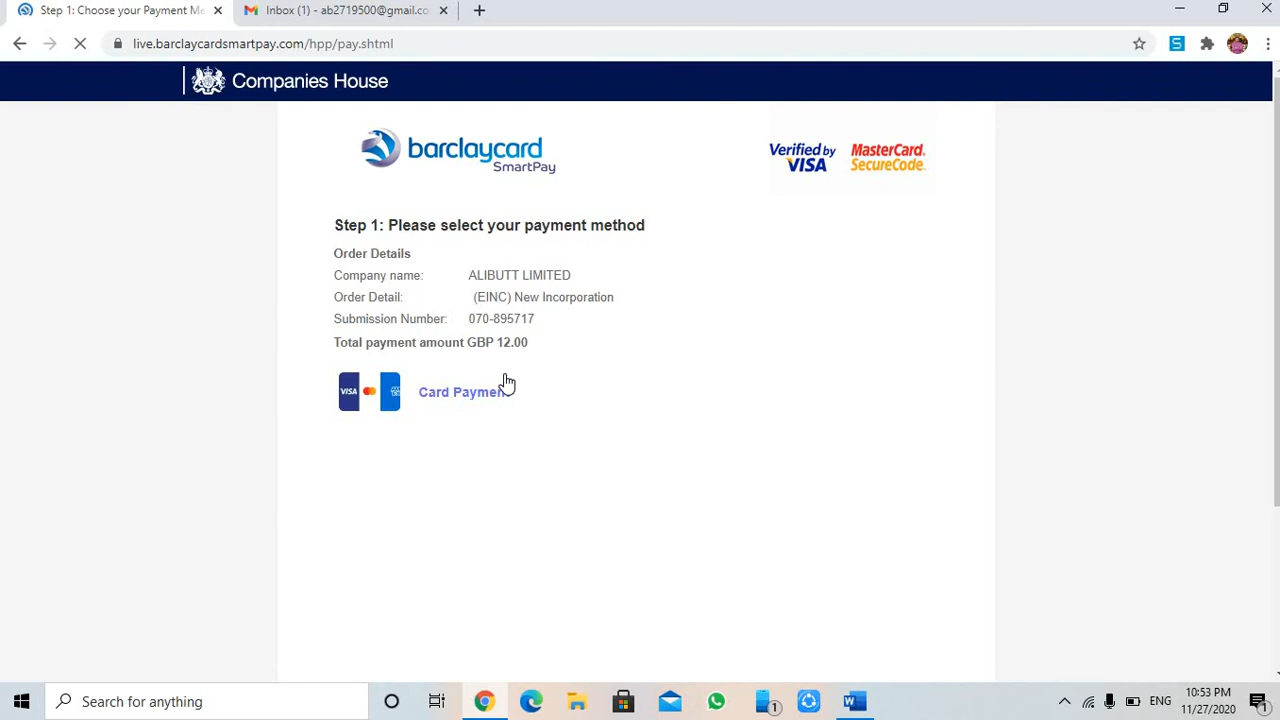 Step 1: Choose your Payment Me
Inbox (1) - ab2719500@gmail.co
live.barclaycardsmartpay.com/hpp/pay.shtml
S
Companies House
barclaycard
SmartPay
Verified by
VISA
MasterCard.
SecureCode.
Step 1: Please select your payment method
Order Details
Company name: ALIBUTT LIMITED
Order Detail: (EINC) New Incorporation
Submission Number: 070-895717
Total payment amount GBP 12.00
VISA
Card Paymen
Search for anything
1
W
ENG
10:53 PM
11/27/2020
1